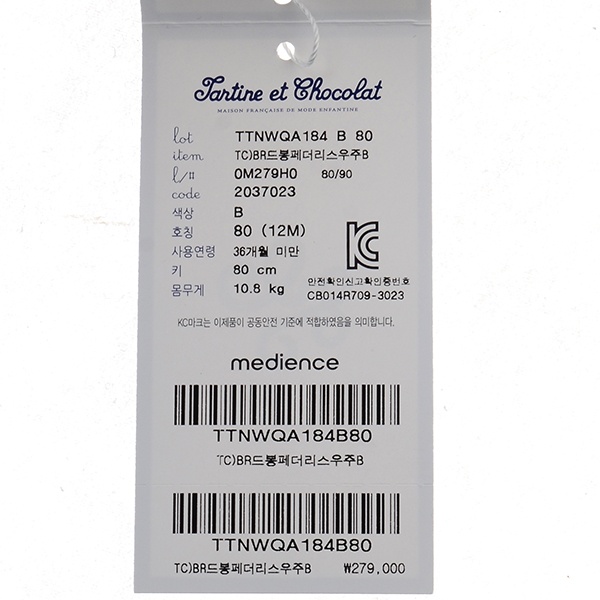 Tartine et Chocolat
MAISON FRANÇAISE DE MODE ENFANTINE
lot TTNWQA184 B 80
item TC)BR드봉페더리스우주B
l/# 0M279H0 80/90
code 2037023
색상 B
호칭 80 (12M)
사용연령 36개월 미만
키 80 cm
몸무게 10.8 kg
안전확인신고확인증번호
CB014R709-3023
KC마크는 이제품이 공동안전 기준에 적합하였음을 의미합니다.
medience
TTNWQA184B80
TC)BR드봉페더리스우주B
TTNWQA184B80
TC)BR드봉페더리스우주B ₩279,000